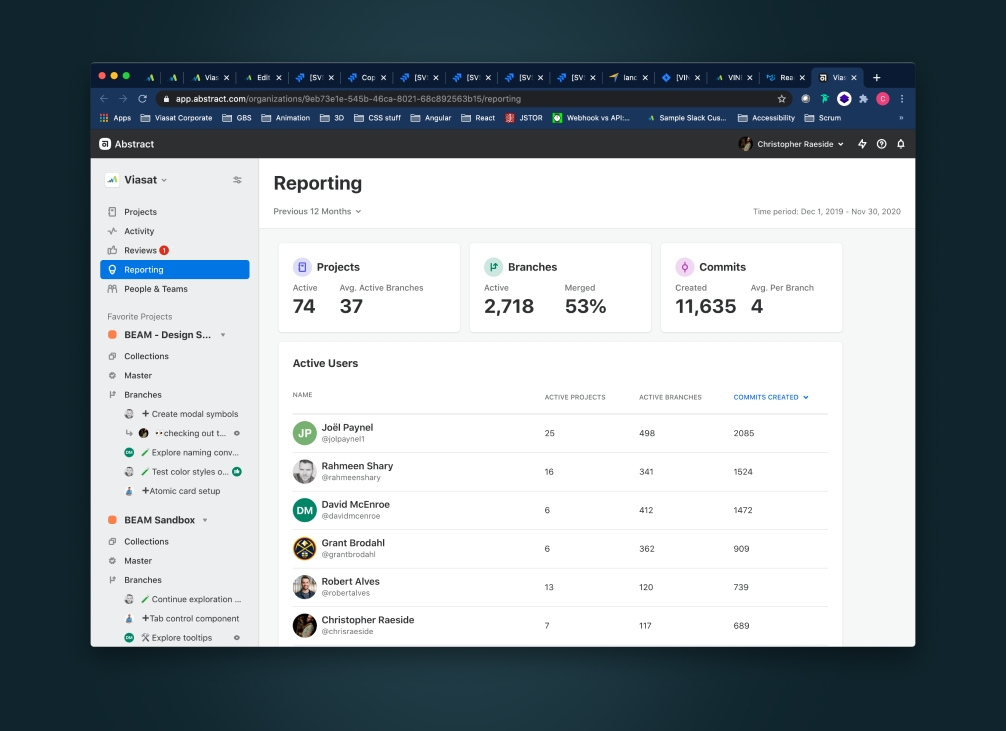 Vias
Edit
[SV
Cop
[SV
[SV
[SV
[SV
land
[VIN
VINI
Rea
Vias
app.abstract.com/organizations/9eb73e1e-545b-46ca-8021-68c892563b15/reporting
C
Apps Viasat Corporate GBS Animation 3D CSS stuff Angular React JSTOR Webhook vs API:... Sample Slack Cus... Accessibility Scrum »
Abstract
Christopher Raeside
Viasat
Projects
Activity
Reviews 1
Reporting
People & Teams
Favorite Projects
BEAM - Design S...
Collections
Master
Branches
+ Create modal symbols
checking out t...
DM Explore naming conv...
Test color styles o...
+Atomic card setup
BEAM Sandbox
Collections
Master
Branches
Continue exploration ...
+Tab control component
DM Explore tooltips
Reporting
Previous 12 Months
Time period: Dec 1, 2019 - Nov 30, 2020
Projects
Active Avg. Active Branches
74 37
Branches
Active Merged
2,718 53%
Commits
Created Avg. Per Branch
11,635 4
Active Users
NAME ACTIVE PROJECTS ACTIVE BRANCHES COMMITS CREATED
JP Joël Paynel 25 498 2085
@jolpaynel1
Rahmeen Shary 16 341 1524
@rahmeenshary
DM David McEnroe 6 412 1472
@davidmcenroe
Grant Brodahl 6 362 909
@grantbrodahl
Robert Alves 13 120 739
@robertalves
Christopher Raeside 7 117 689
@chrisraeside